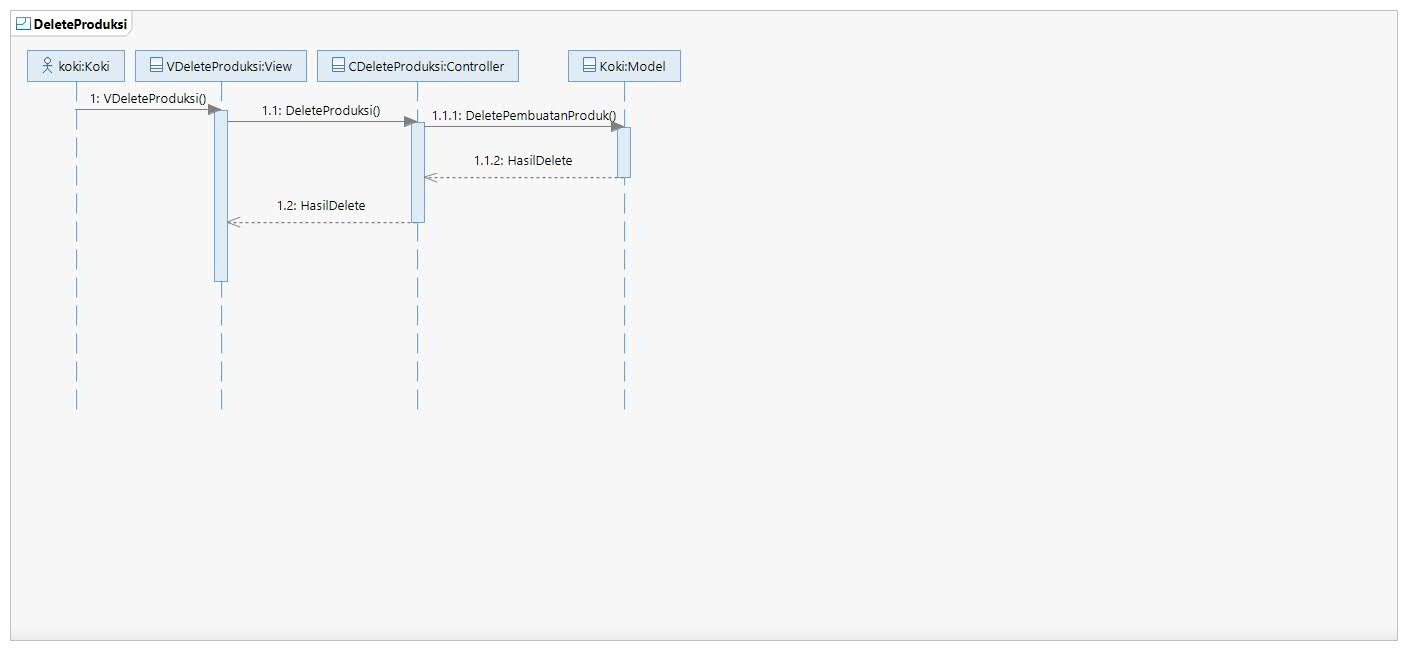 DeleteProduksi
koki:Koki
VDeleteProduksi:View
CDeleteProduksi:Controller
Koki:Model
1: VDeleteProduksi()
1.1: DeleteProduksi()
1.1.1: DeletePembuatanProduk()
1.1.2: HasilDelete
1.2: HasilDelete